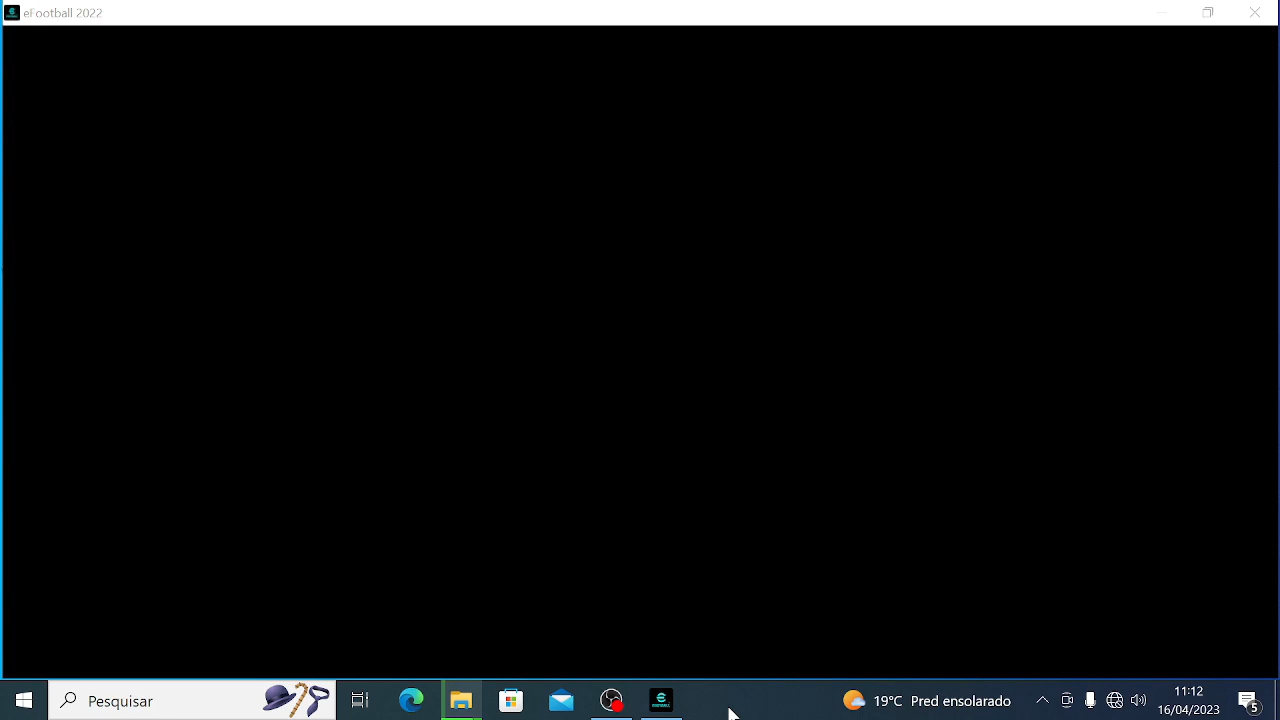 eFootball 2022
Pesquisar
19°C Pred ensolarado
11:12
16/04/2023
5